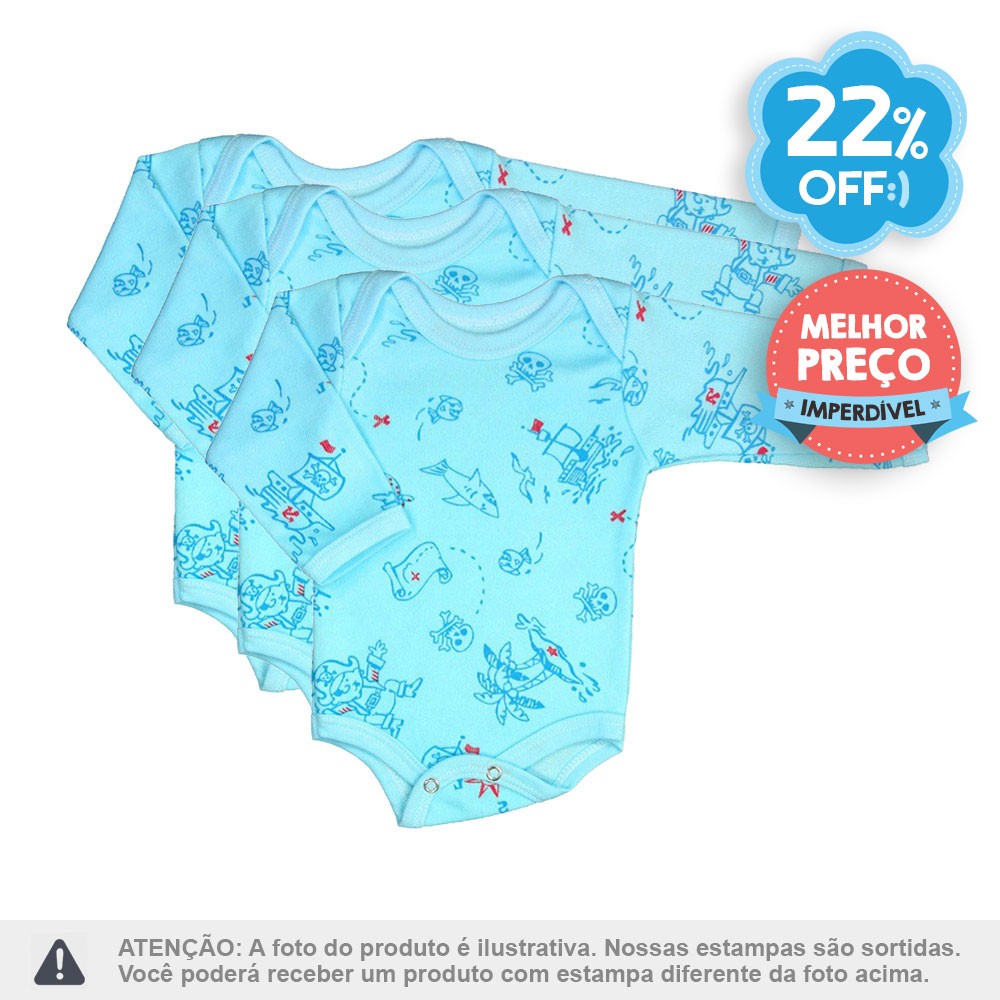 22%
OFF:)
MELHOR
PREÇO
IMPERDÍVEL
ATENÇÃO: A foto do produto é ilustrativa. Nossas estampas são sortidas.
Você poderá receber um produto com estampa diferente da foto acima.